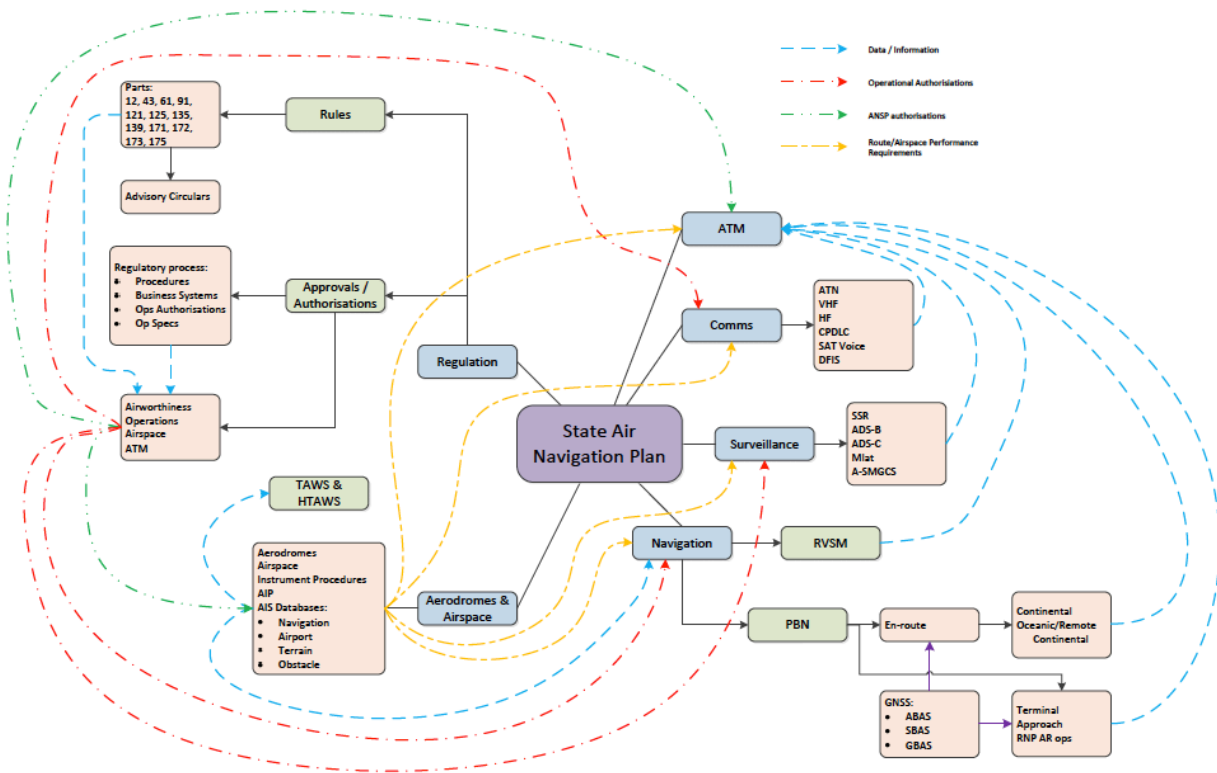 Data / Information
Operational Authorisiations
ANSP authorisations
Route/Airspace Performance
Requirements
Parts:
12, 43, 61, 91,
121, 125, 135,
139, 171, 172,
173, 175
Rules
Advisory Circulars
ATM
Regulatory process:
Procedures
Business Systems
Ops Authorisations
Op Specs
Approvals /
Authorisations
Comms
ATN
VHF
HF
CPDLC
SAT Voice
DFIS
Regulation
Airworthiness
Operations
Airspace
ATM
State Air
Navigation Plan
Surveillance
SSR
ADS-B
ADS-C
Mlat
A-SMGCS
TAWS &
HTAWS
Navigation
RVSM
Aerodromes
Airspace
Instrument Procedures
AIP
AIS Databases:
• Navigation
• Airport
• Terrain
• Obstacle
Aerodromes &
Airspace
PBN
En-route
Continental
Oceanic/Remote
Continental
GNSS:
• ABAS
• SBAS
• GBAS
Terminal
Approach
RNP AR ops